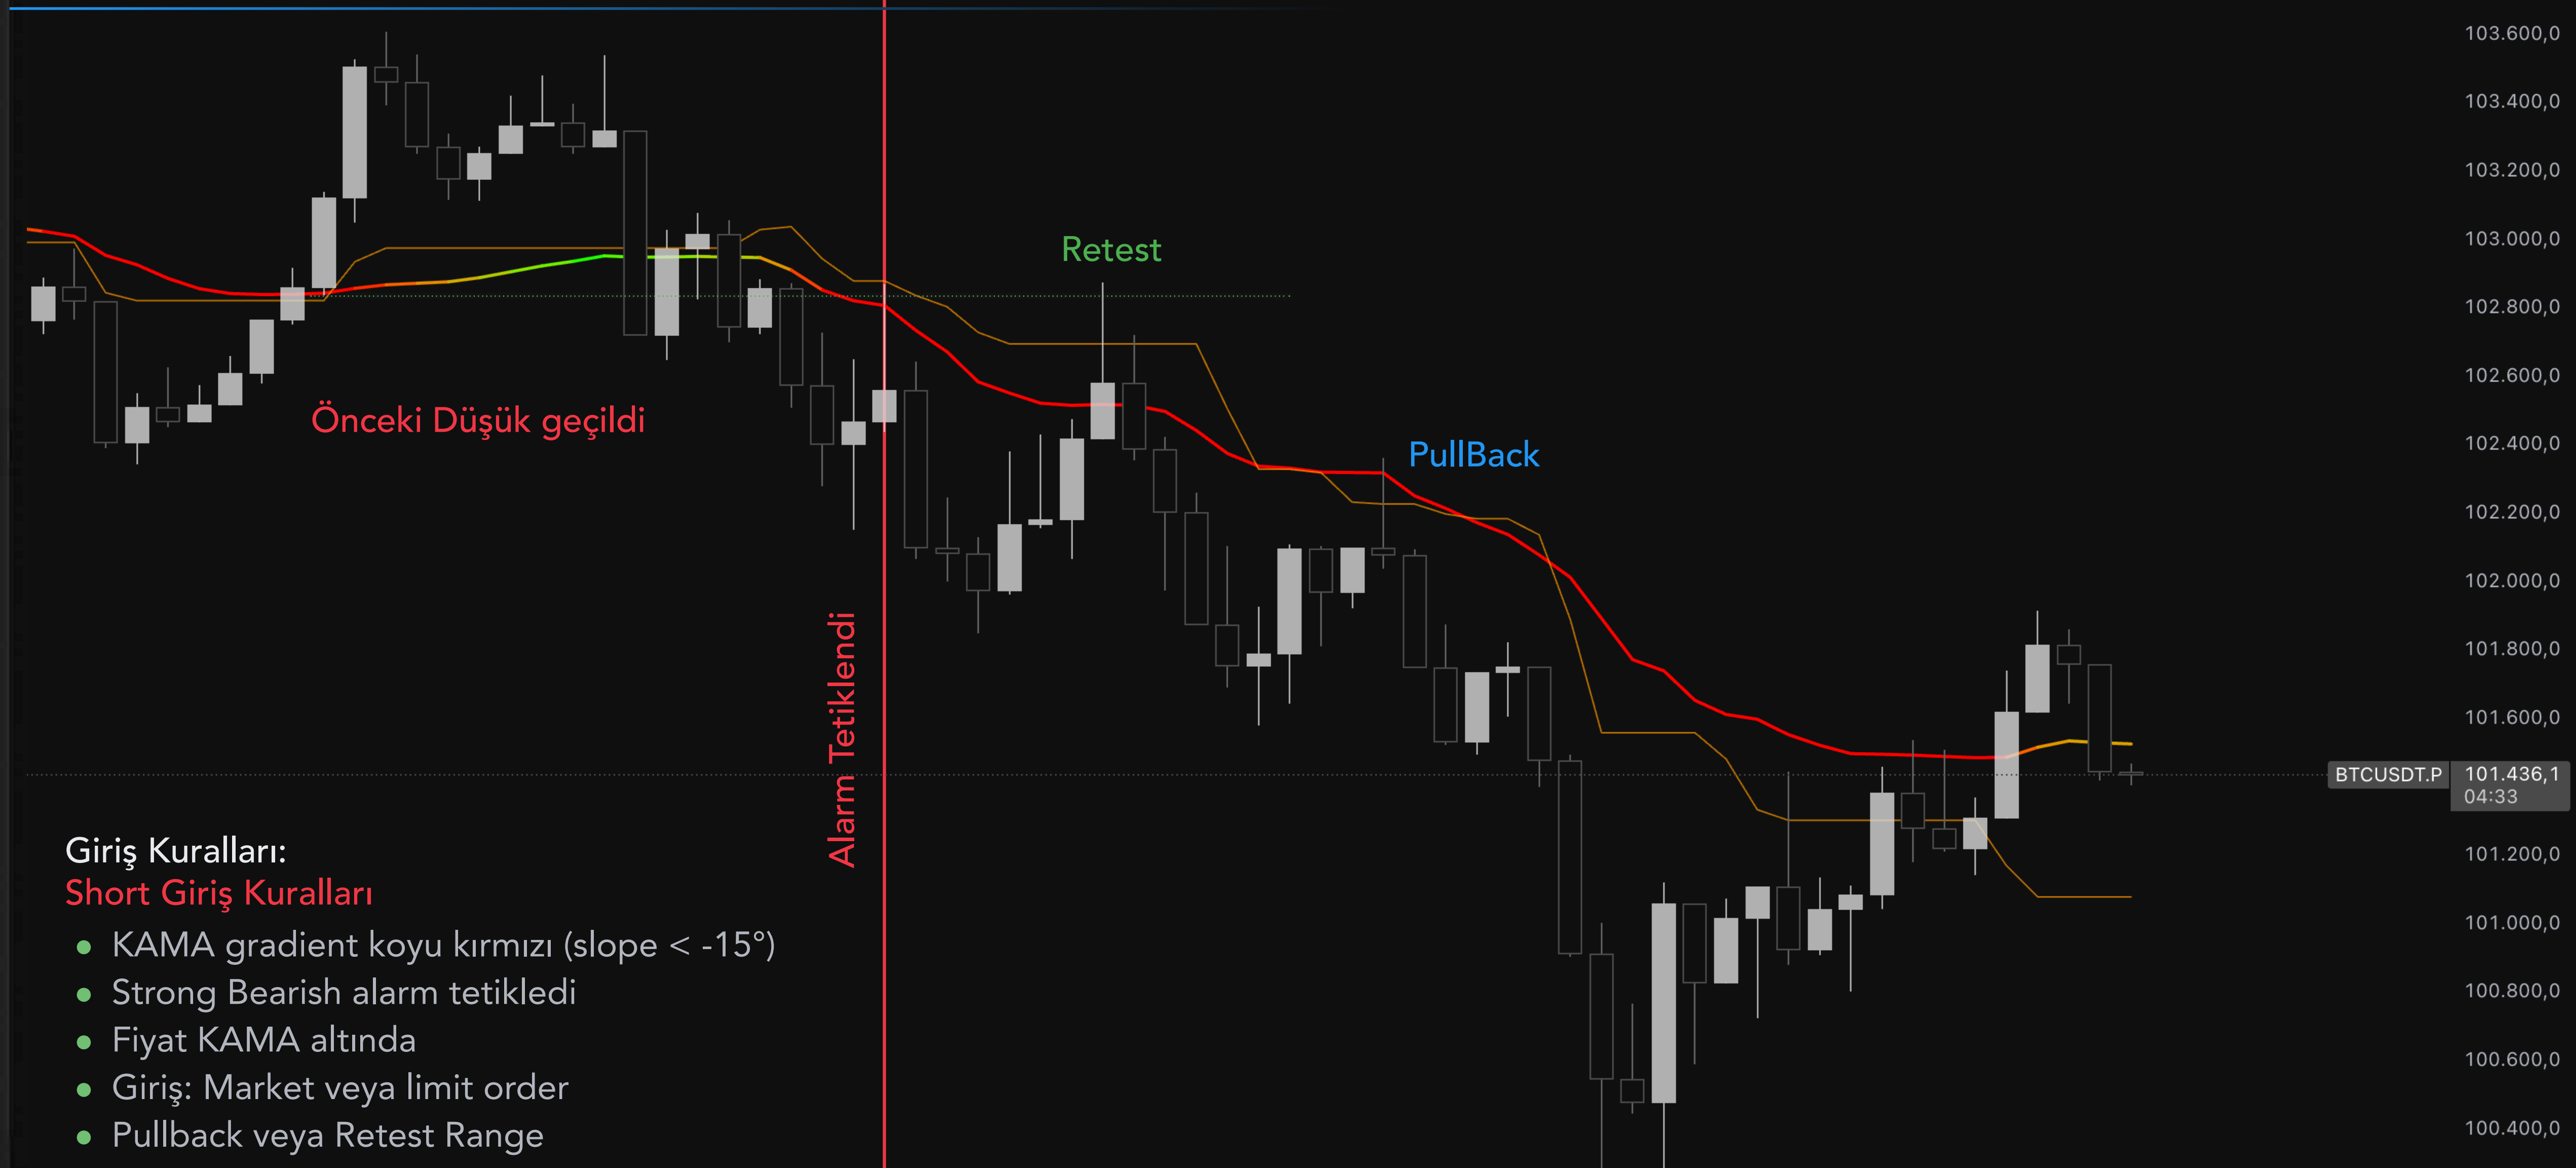 103.600,0
103.400,0
103.200,0
103.000,0
102.800,0
102.600,0
102.400,0
102.200,0
102.000,0
101.800,0
101.600,0
BTCUSDT.P 101.436,1
04:33
101.200,0
101.000,0
100.800,0
100.600,0
100.400,0
Retest
Önceki Düşük geçildi
PullBack
Alarm Tetiklendi
Giriş Kuralları:
Short Giriş Kuralları
● KAMA gradient koyu kırmızı (slope < -15°)
● Strong Bearish alarm tetikledi
● Fiyat KAMA altında
● Giriş: Market veya limit order
● Pullback veya Retest Range